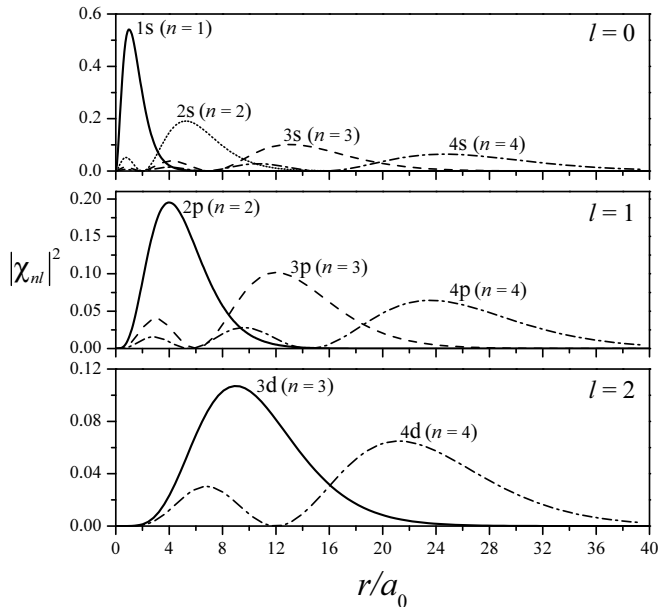 0.6
1s (n = 1)
l = 0
0.4
2s (n = 2)
0.2
3s (n = 3)
4s (n = 4)
0.0
0.20
2p (n = 2)
l = 1
0.15
|χnl|²
3p (n = 3)
0.10
4p (n = 4)
0.05
0.00
0.12
3d (n = 3)
l = 2
0.08
4d (n = 4)
0.04
0.00
0 4 8 12 16 20 24 28 32 36 40
r/a0